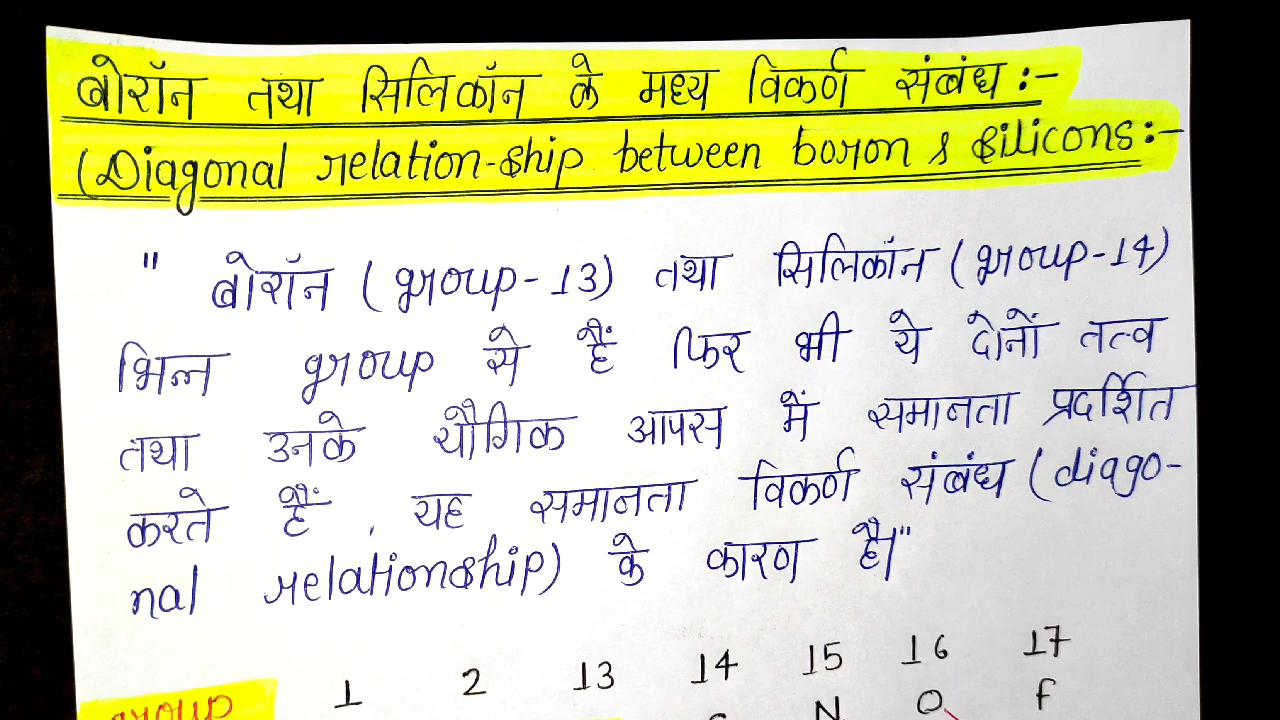 बोरॉन तथा सिलिकॉन के मध्य विकर्ण संबंध :-
(Diagonal relation-ship between boron & silicons:-
" बोरॉन (group-13) तथा सिलिकॉन (group-14)
भिन्न group से हैं फिर भी ये दोनों तत्व
तथा उनके यौगिक आपस में समानता प्रदर्शित
करते हैं, यह समानता विकर्ण संबंध (diago-
nal relationship) के कारण है।"
group 1 2 13 14 15 16 17
N O F